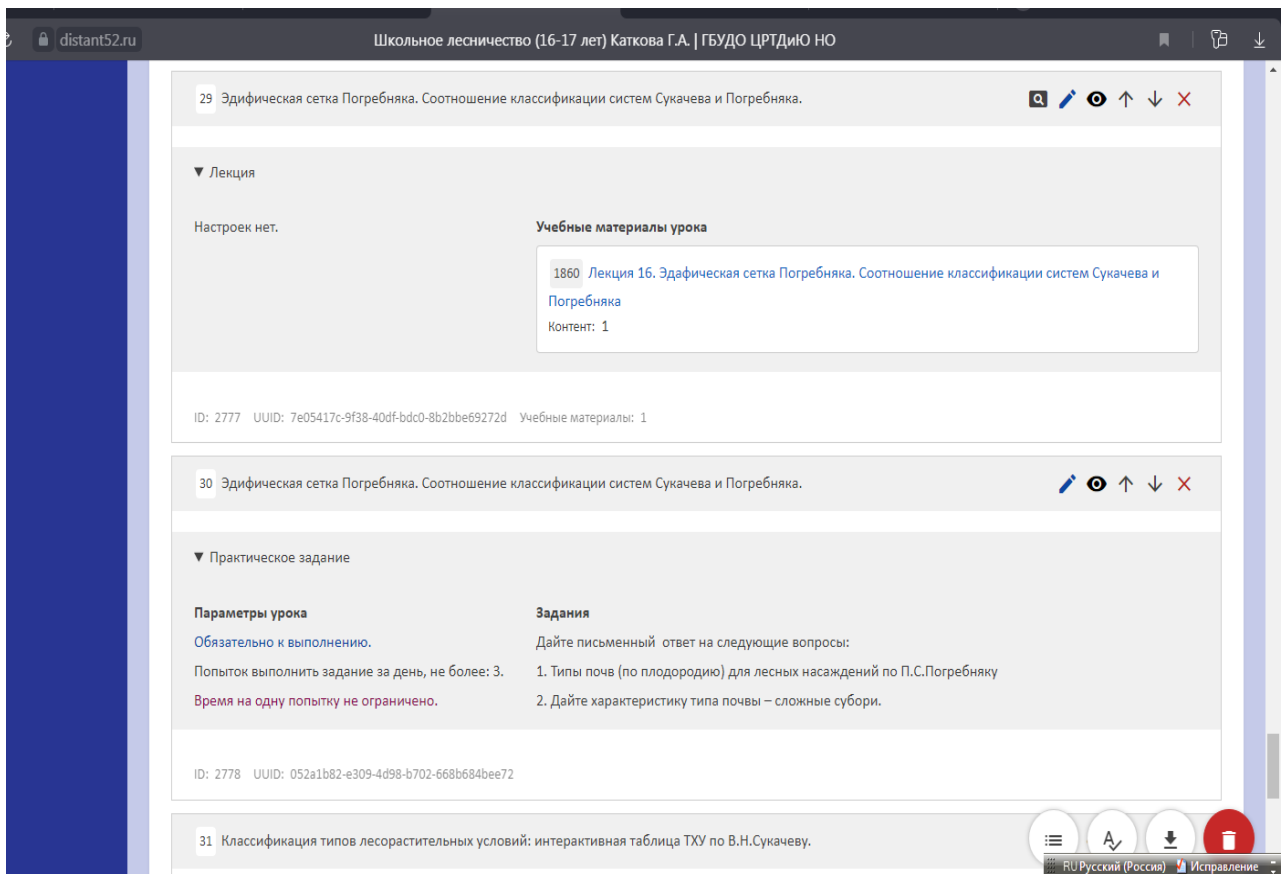 distant52.ru
Школьное лесничество (16-17 лет) Каткова Г.А. | ГБУДО ЦРТДиЮ НО
29 Эдифическая сетка Погребняка. Соотношение классификации систем Сукачева и Погребняка.
▼ Лекция
Настроек нет.
Учебные материалы урока
1860 Лекция 16. Эдафическая сетка Погребняка. Соотношение классификации систем Сукачева и
Погребняка
Контент: 1
ID: 2777 UUID: 7e05417c-9f38-40df-bdc0-8b2bbe69272d Учебные материалы: 1
30 Эдифическая сетка Погребняка. Соотношение классификации систем Сукачева и Погребняка.
▼ Практическое задание
Параметры урока
Обязательно к выполнению.
Попыток выполнить задание за день, не более: 3.
Время на одну попытку не ограничено.
Задания
Дайте письменный ответ на следующие вопросы:
1. Типы почв (по плодородию) для лесных насаждений по П.С.Погребняку
2. Дайте характеристику типа почвы – сложные субори.
ID: 2778 UUID: 052a1b82-e309-4d98-b702-668b684bee72
31 Классификация типов лесорастительных условий: интерактивная таблица ТХУ по В.Н.Сукачеву.
RU Русский (Россия) Исправление